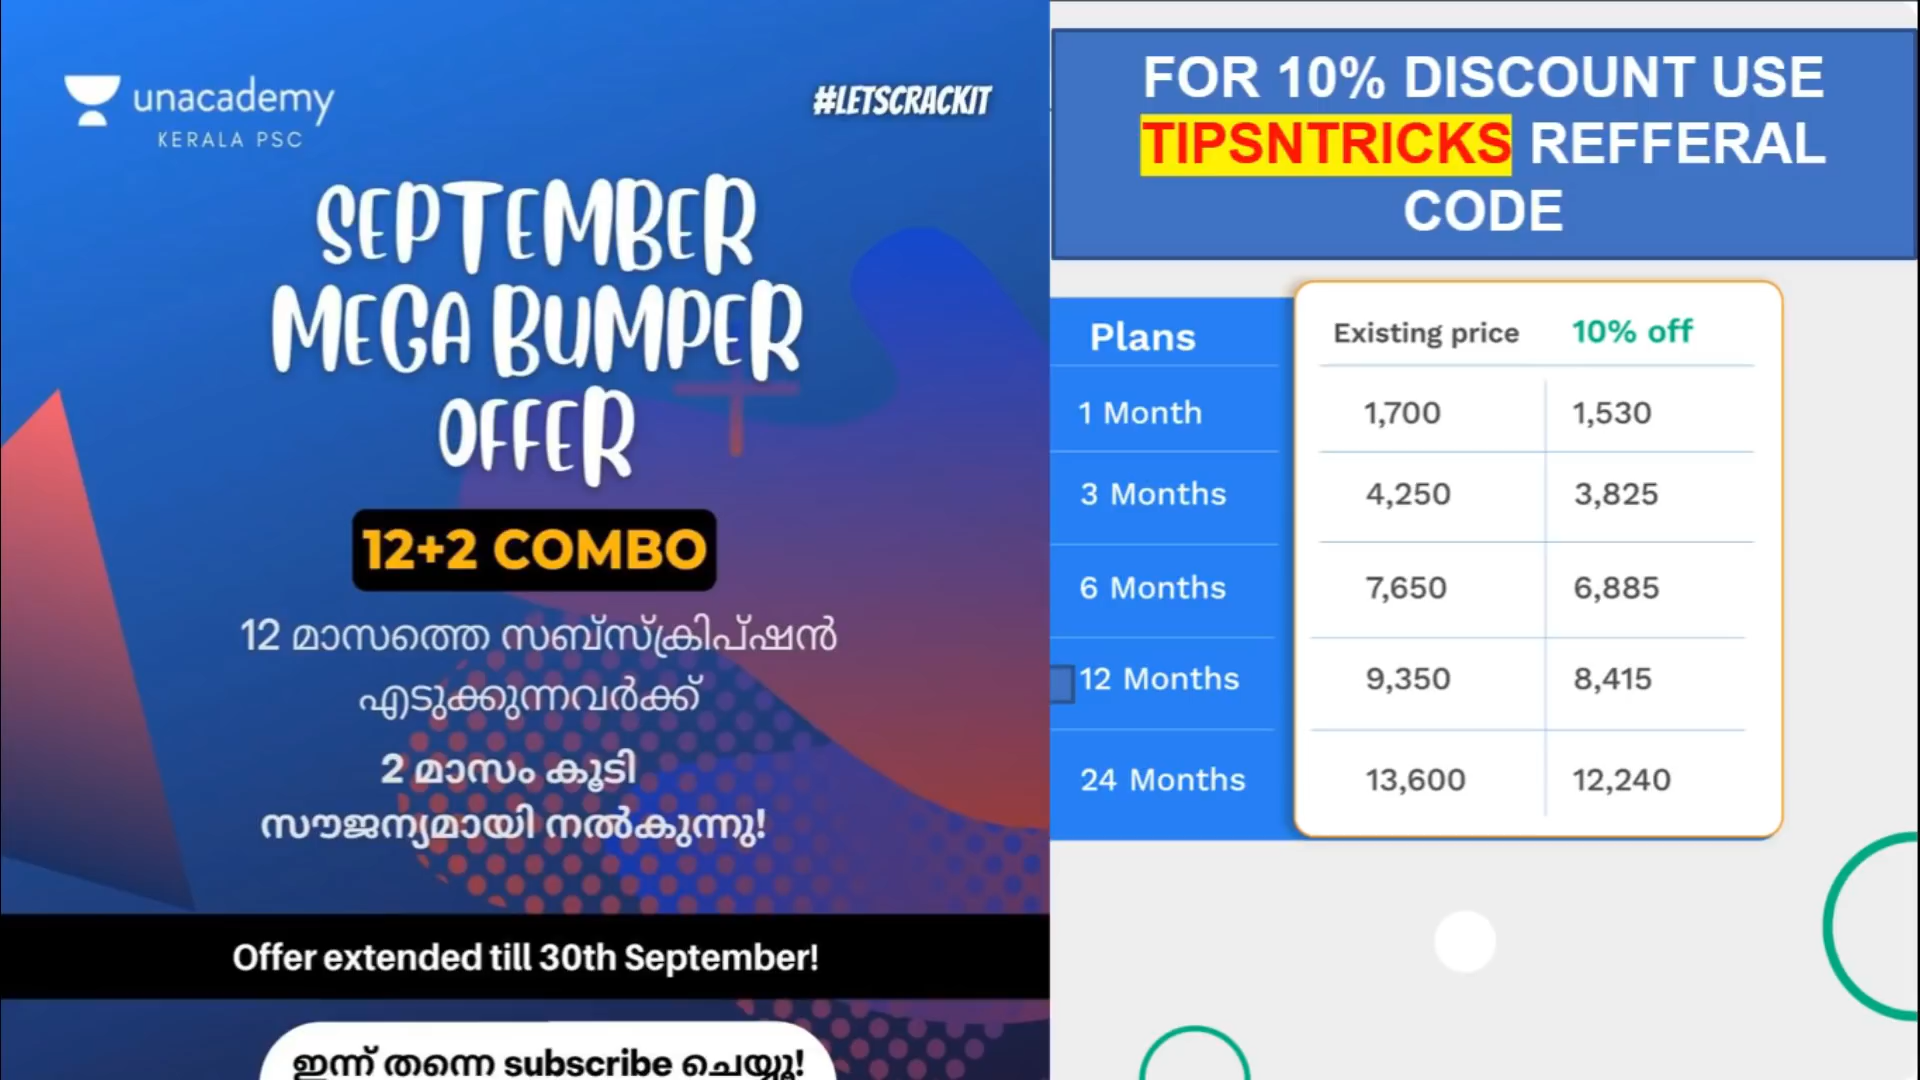 unacademy
KERALA PSC
#LETSCRACKIT
SEPTEMBER
MEGA BUMPER
OFFER
12+2 COMBO
12 മാസത്തെ സബ്സ്ക്രിപ്ഷൻ
എടുക്കുന്നവർക്ക്
2 മാസം കൂടി
സൗജന്യമായി നൽകുന്നു!
Offer extended till 30th September!
ഇന്ന് തന്നെ subscribe ചെയ്യൂ!
FOR 10% DISCOUNT USE
TIPSNTRICKS REFFERAL
CODE
Plans Existing price 10% off
1 Month 1,700 1,530
3 Months 4,250 3,825
6 Months 7,650 6,885
12 Months 9,350 8,415
24 Months 13,600 12,240